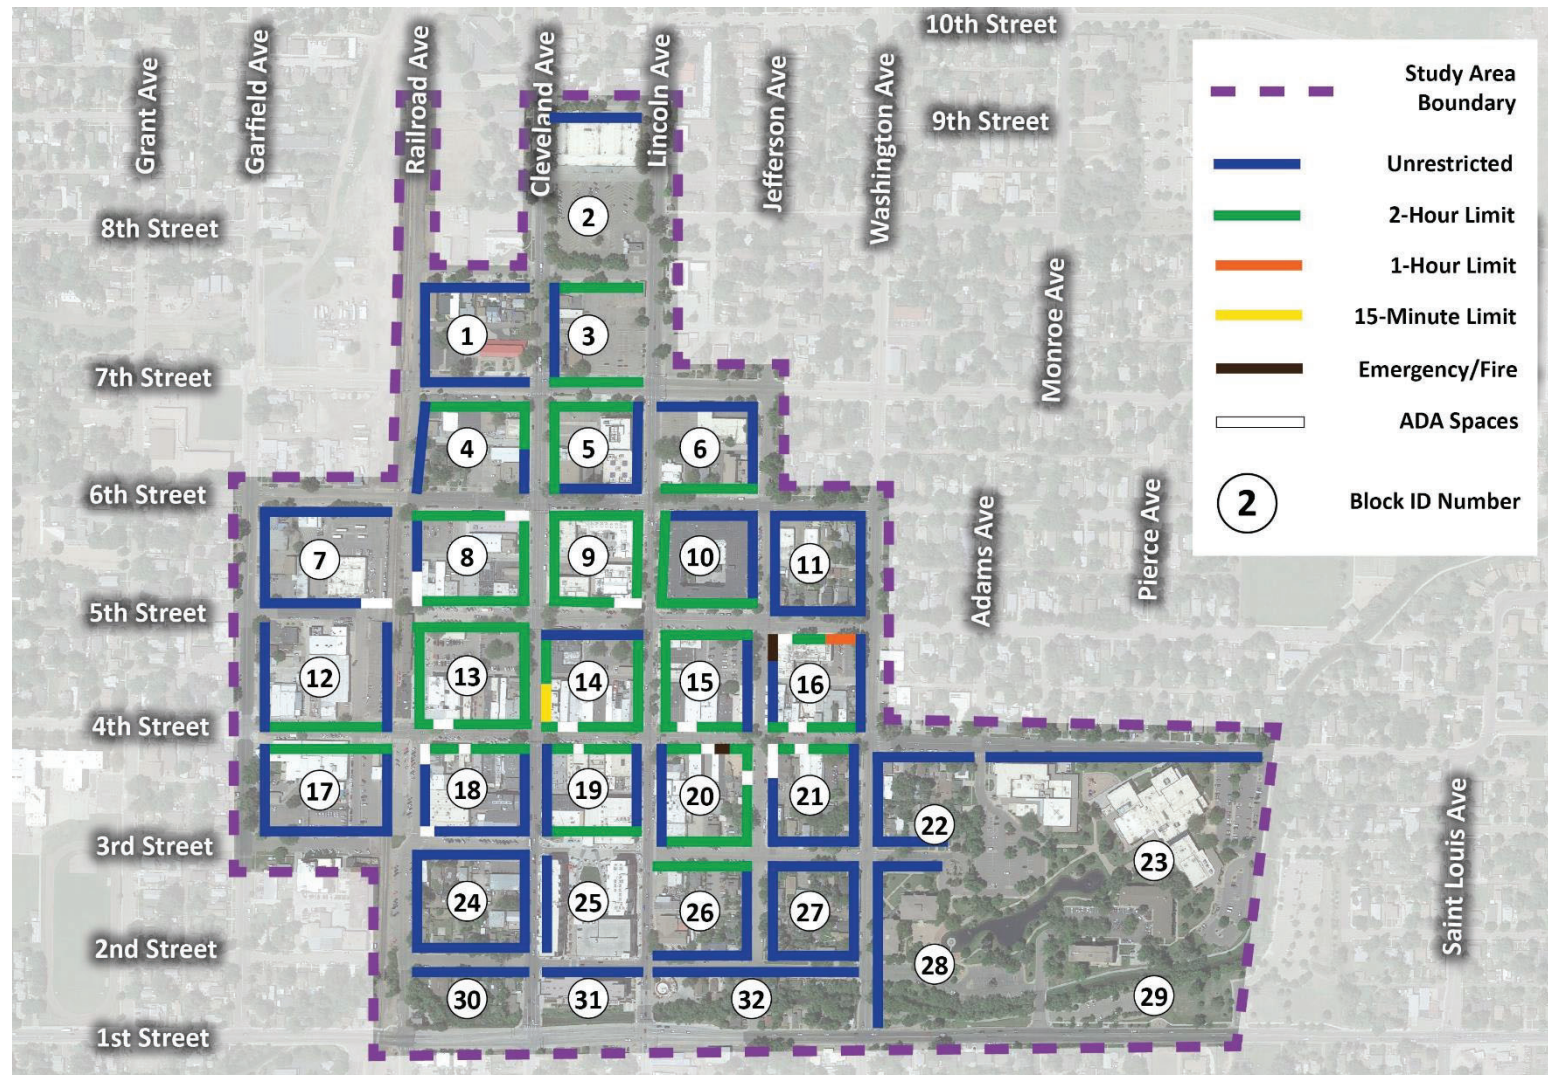 10th Street
Grant Ave
Garfield Ave
Railroad Ave
Cleveland Ave
Lincoln Ave
Jefferson Ave
Washington Ave
9th Street
8th Street
Monroe Ave
7th Street
6th Street
Adams Ave
Pierce Ave
5th Street
4th Street
3rd Street
Saint Louis Ave
2nd Street
1st Street
Study Area
Boundary
Unrestricted
2-Hour Limit
1-Hour Limit
15-Minute Limit
Emergency/Fire
ADA Spaces
2
Block ID Number
2
1
3
4
5
6
7
8
9
10
11
12
13
14
15
16
17
18
19
20
21
22
23
24
25
26
27
28
29
30
31
32